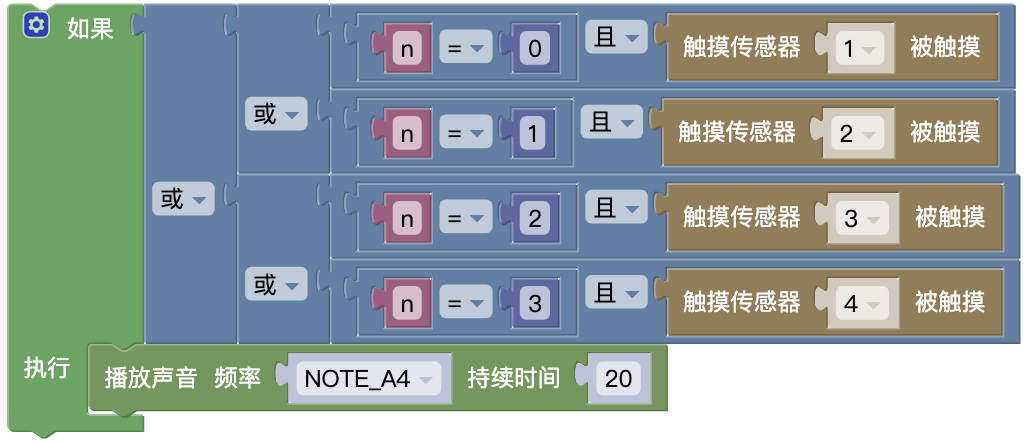 如果 n = 0 且 触摸传感器 1 被触摸
或 n = 1 且 触摸传感器 2 被触摸
或
n = 2 且 触摸传感器 3 被触摸
或 n = 3 且 触摸传感器 4 被触摸
执行 播放声音 频率 NOTE_A4 持续时间 20